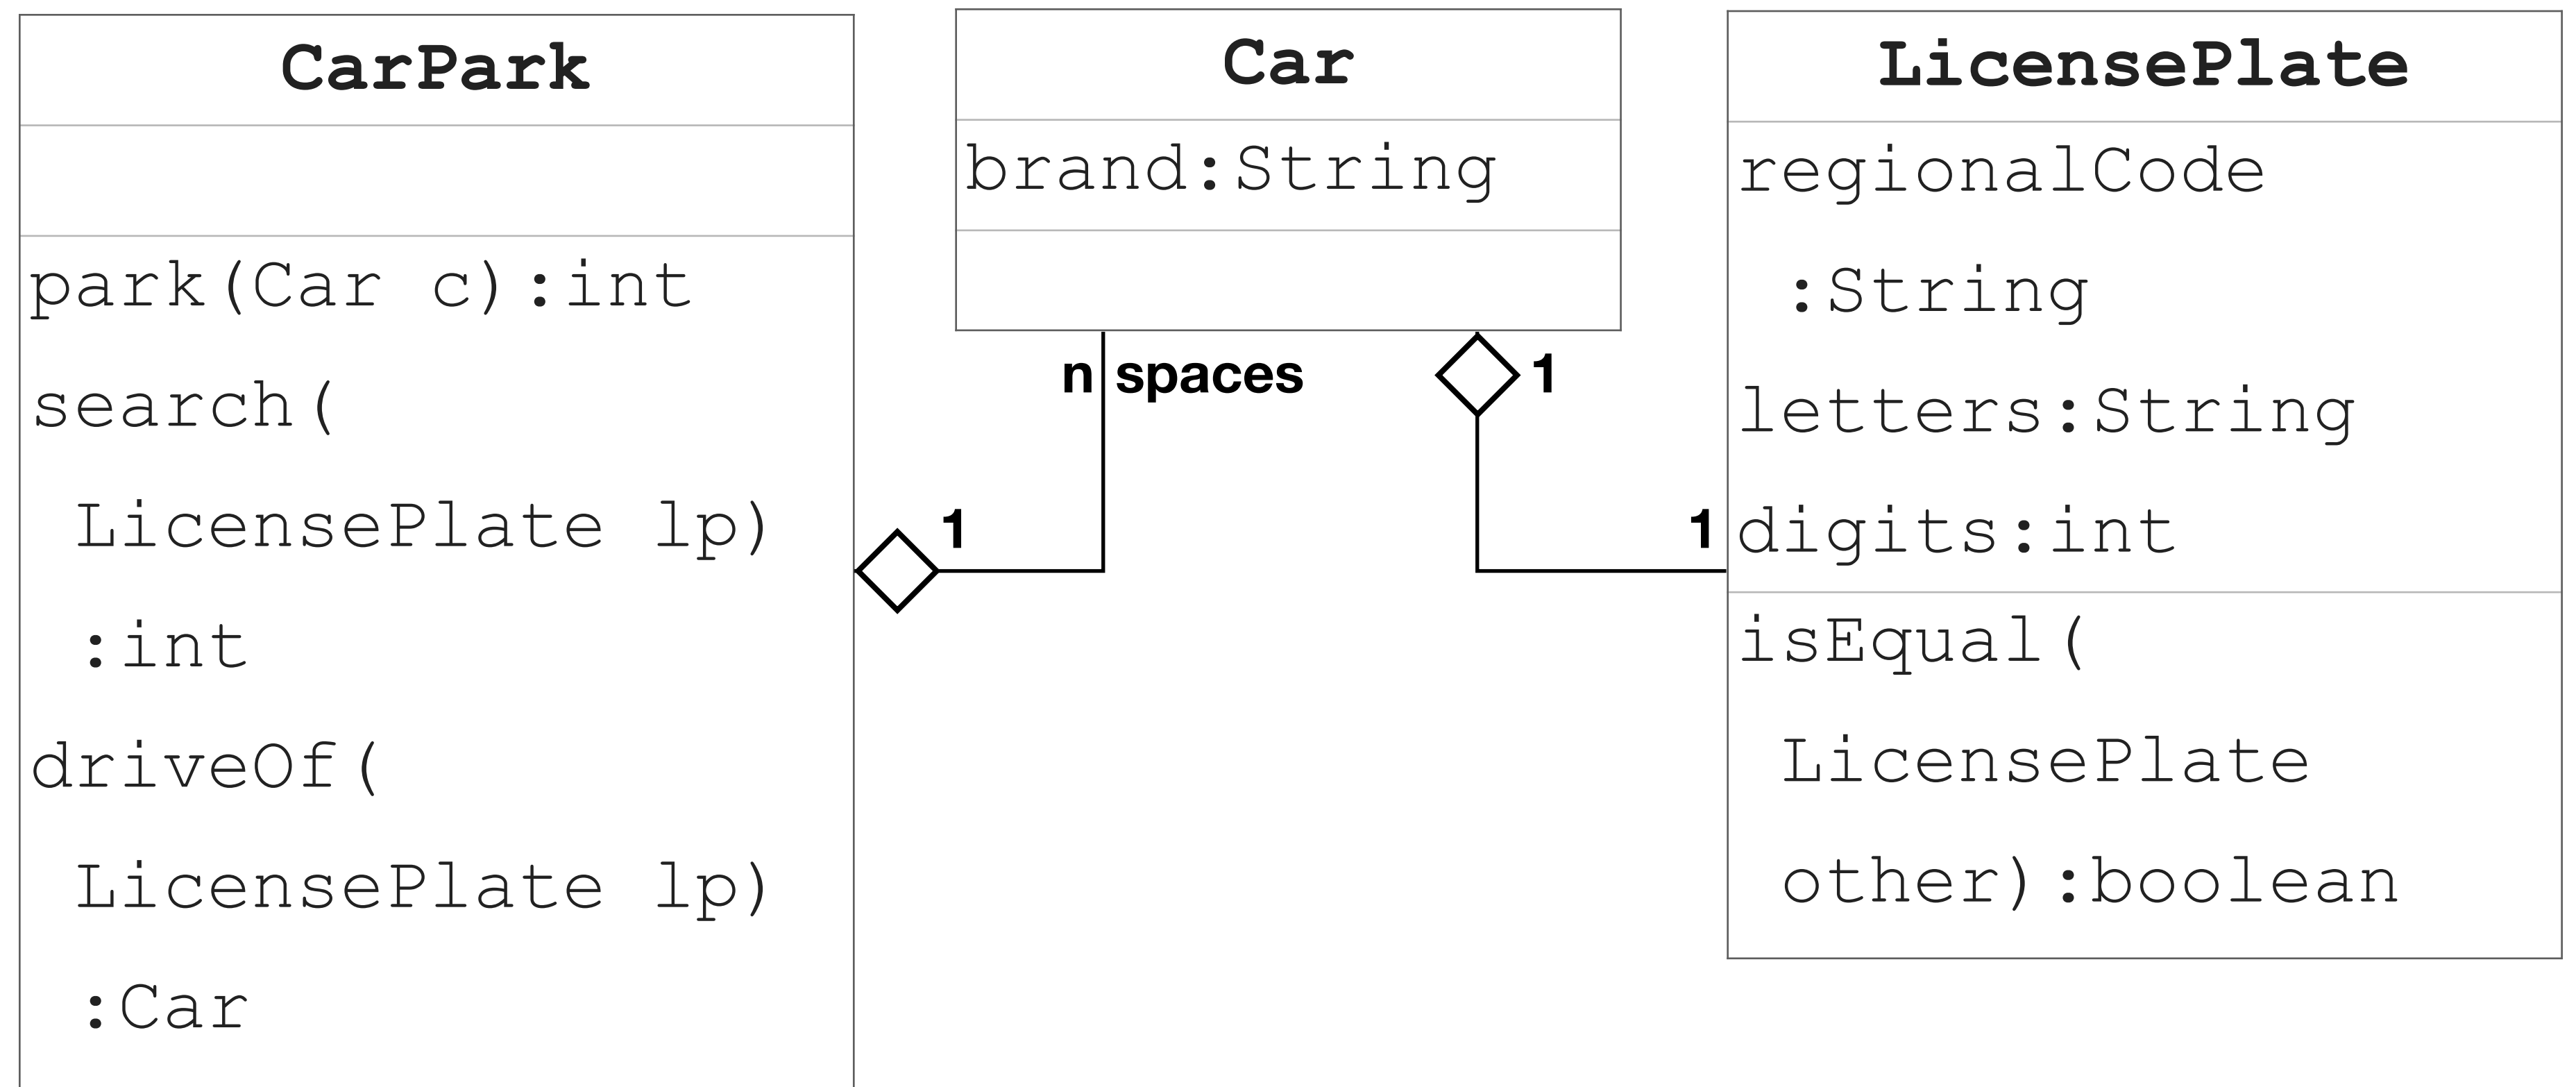 CarPark
park(Car c):int
search(
LicensePlate lp)
:int
driveOf(
LicensePlate lp)
:Car
1
Car
brand:String
n spaces
1
1
LicensePlate
regionalCode
:String
letters:String
digits:int
isEqual(
LicensePlate
other):boolean